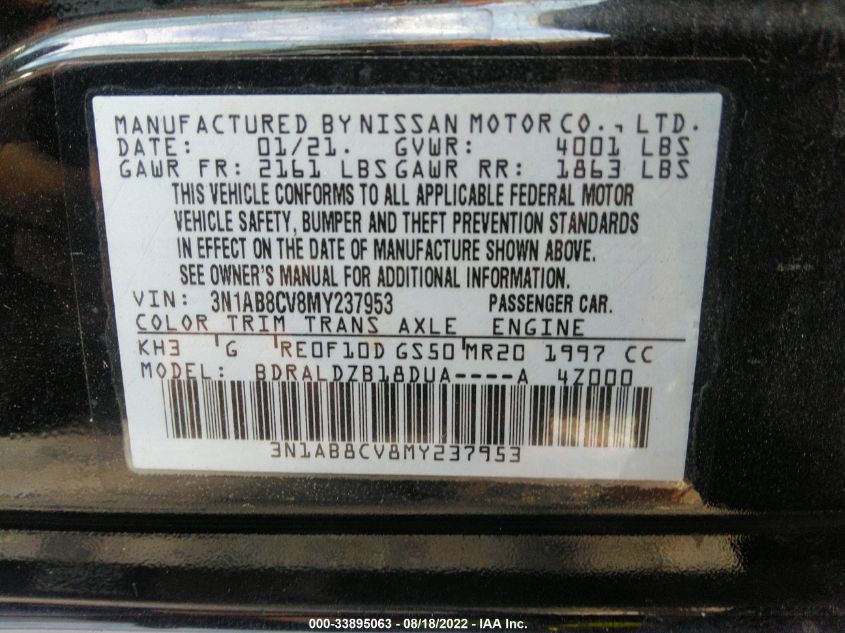 MANUFACTURED BY NISSAN MOTOR CO., LTD.
DATE: 01/21. GVWR: 4001 LBS
GAWR FR: 2161 LBS GAWR RR: 1863 LBS
THIS VEHICLE CONFORMS TO ALL APPLICABLE FEDERAL MOTOR
VEHICLE SAFETY, BUMPER AND THEFT PREVENTION STANDARDS
IN EFFECT ON THE DATE OF MANUFACTURE SHOWN ABOVE.
SEE OWNER'S MANUAL FOR ADDITIONAL INFORMATION.
VIN: 3N1AB8CV8MY237953 PASSENGER CAR.
COLOR TRIM TRANS AXLE ENGINE
KH3 G RE0F10D GS50 MR20 1997 CC
MODEL: BDRALDZB18DUA----A 4Z000
3N1AB8CV8MY237953
000-33895063 - 08/18/2022 - IAA Inc.